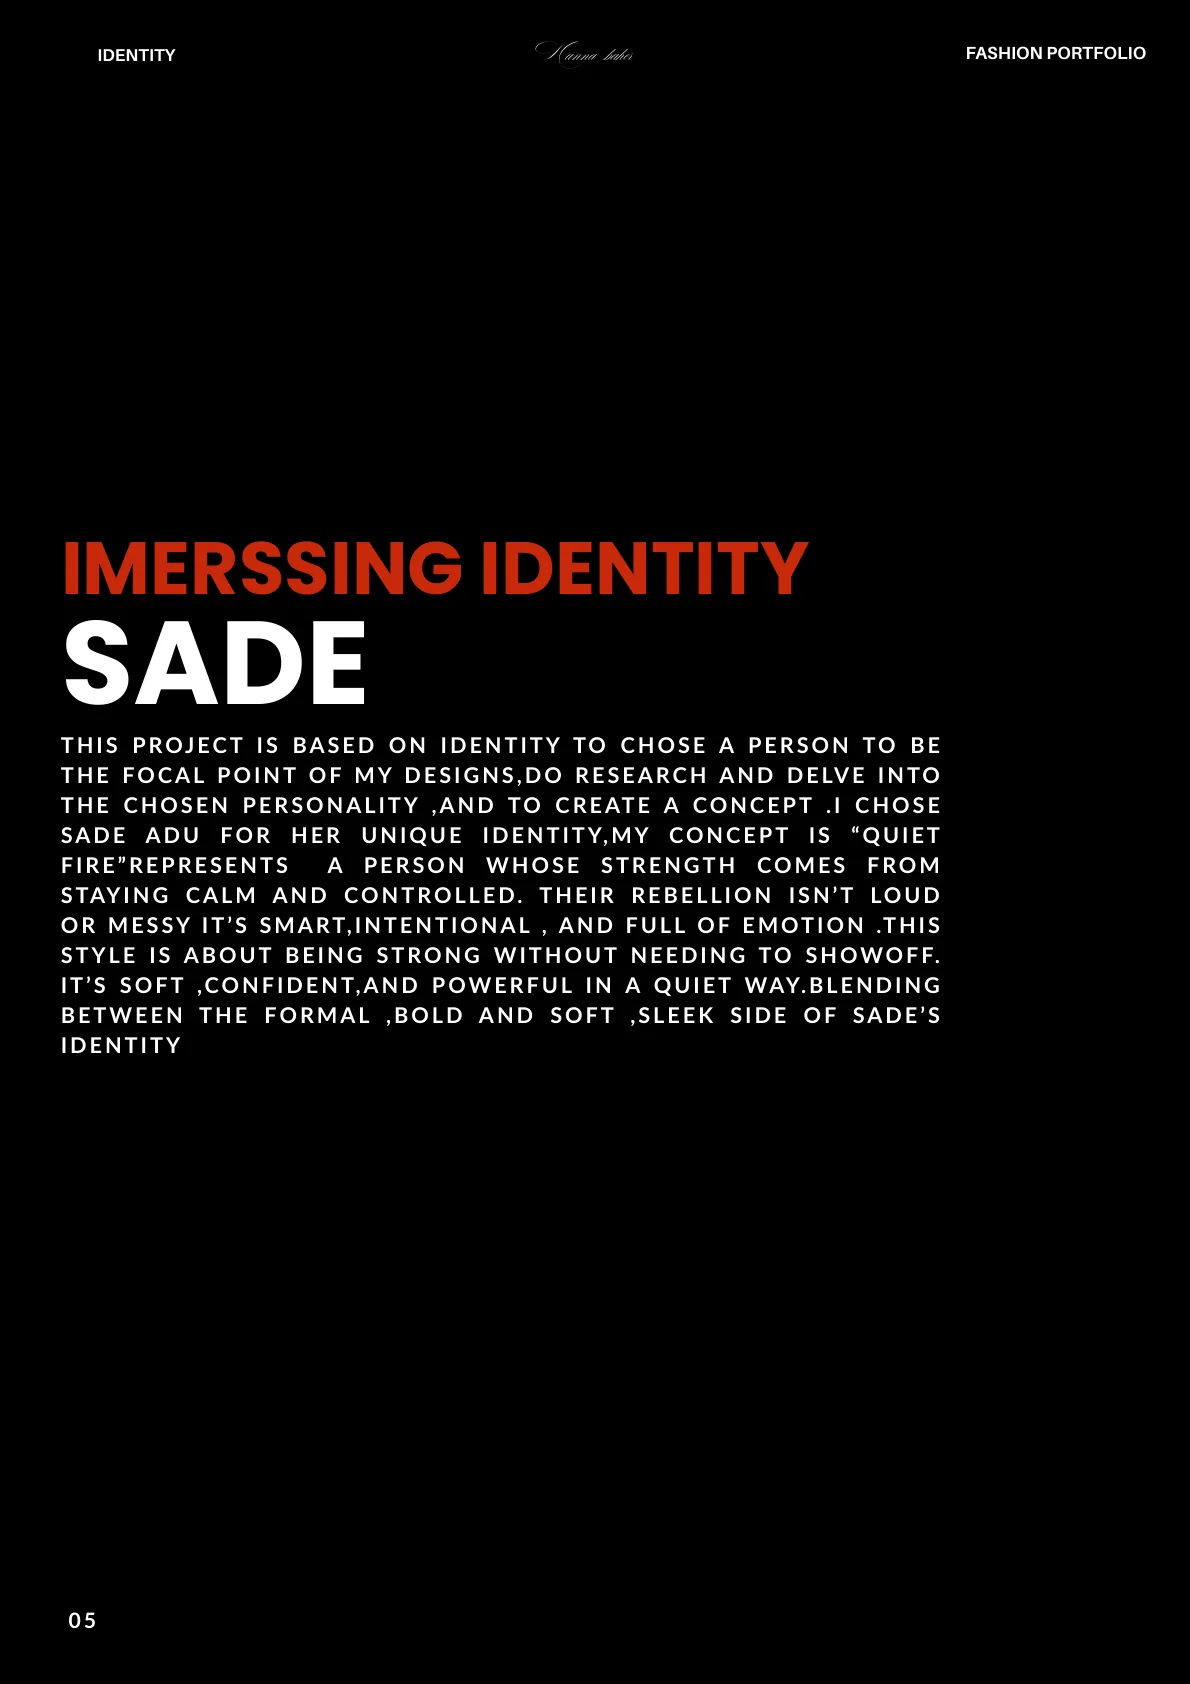 IDENTITY
Hanna baker
FASHION PORTFOLIO
IMERSSING IDENTITY
SADE
THIS PROJECT IS BASED ON IDENTITY TO CHOSE A PERSON TO BE
THE FOCAL POINT OF MY DESIGNS,DO RESEARCH AND DELVE INTO
THE CHOSEN PERSONALITY ,AND TO CREATE A CONCEPT .I CHOSE
SADE ADU FOR HER UNIQUE IDENTITY,MY CONCEPT IS “QUIET
FIRE”REPRESENTS A PERSON WHOSE STRENGTH COMES FROM
STAYING CALM AND CONTROLLED. THEIR REBELLION ISN’T LOUD
OR MESSY IT’S SMART,INTENTIONAL , AND FULL OF EMOTION .THIS
STYLE IS ABOUT BEING STRONG WITHOUT NEEDING TO SHOWOFF.
IT’S SOFT ,CONFIDENT,AND POWERFUL IN A QUIET WAY.BLENDING
BETWEEN THE FORMAL ,BOLD AND SOFT ,SLEEK SIDE OF SADE’S
IDENTITY
05